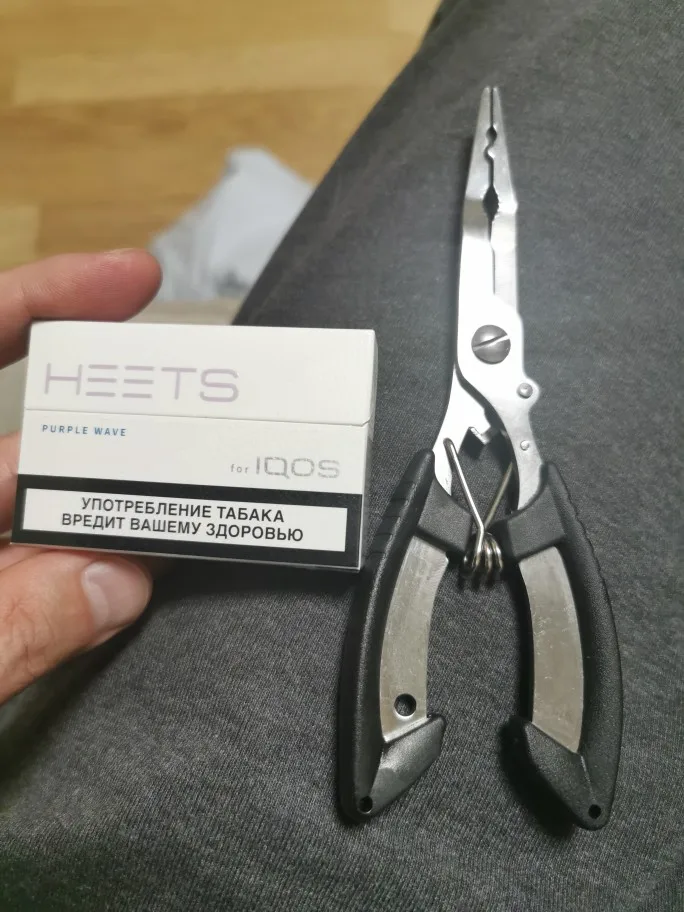 HEETS
PURPLE WAVE
for IQOS
УПОТРЕБЛЕНИЕ ТАБАКА
ВРЕДИТ ВАШЕМУ ЗДОРОВЬЮ